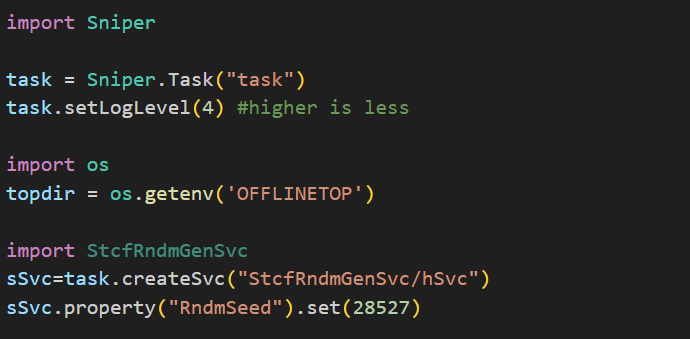 import Sniper
task = Sniper.Task("task")
task.setLogLevel(4) #higher is less
import os
topdir = os.getenv('OFFLINETOP')
import StcfRndmGenSvc
sSvc=task.createSvc("StcfRndmGenSvc/hSvc")
sSvc.property("RndmSeed").set(28527)